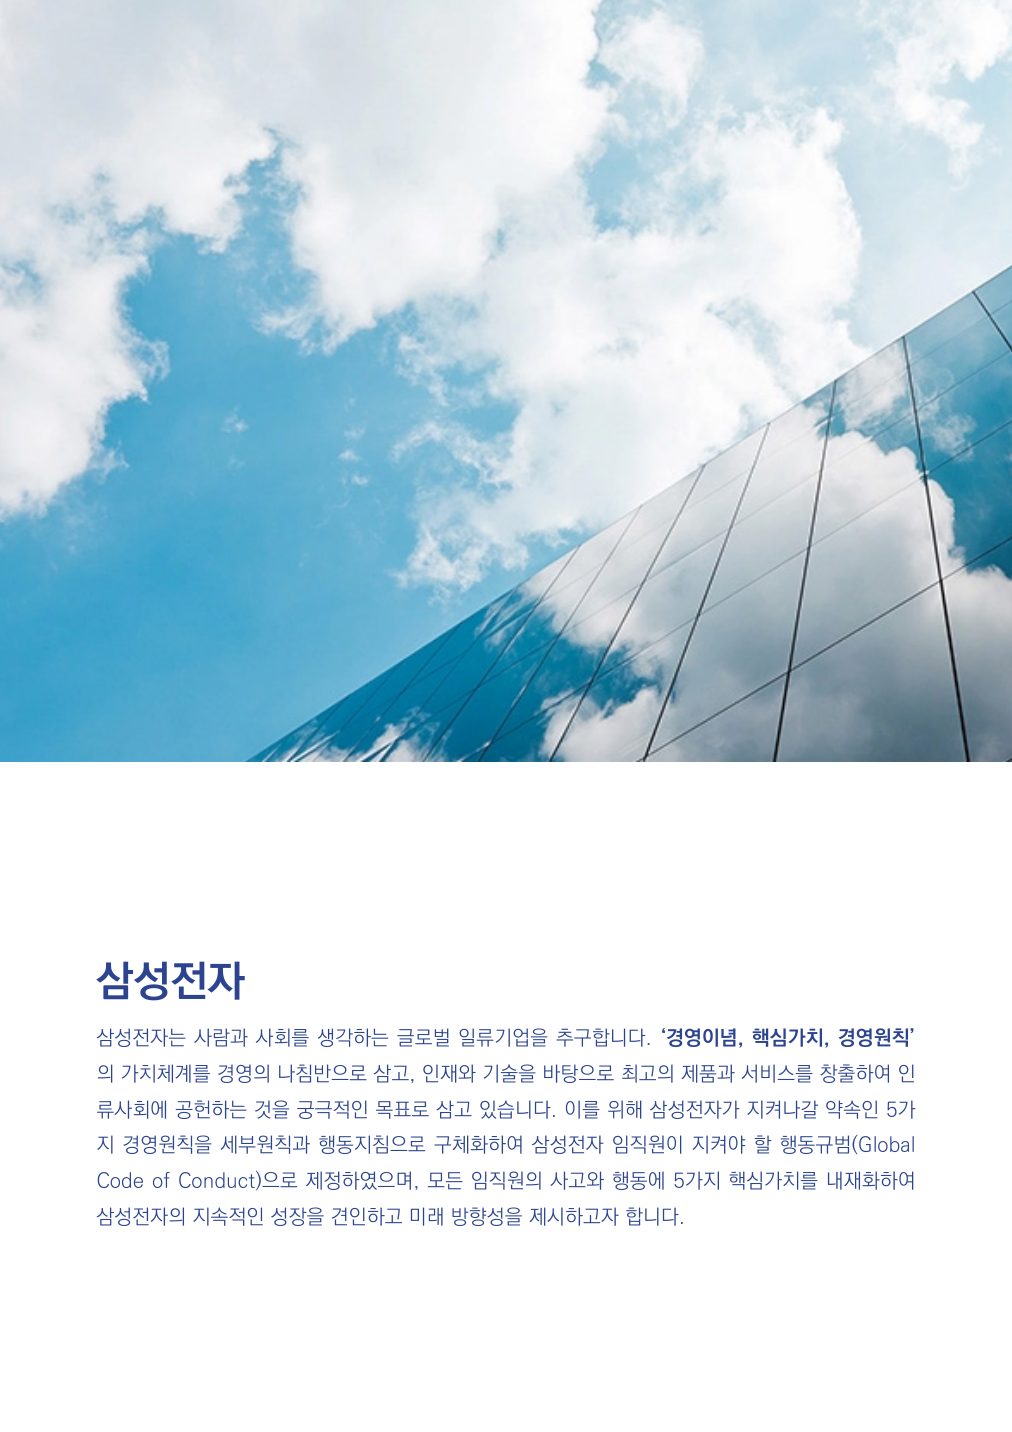 삼성전자
삼성전자는 사람과 사회를 생각하는 글로벌 일류기업을 추구합니다. ‘경영이념, 핵심가치, 경영원칙’
의 가치체계를 경영의 나침반으로 삼고, 인재와 기술을 바탕으로 최고의 제품과 서비스를 창출하여 인
류사회에 공헌하는 것을 궁극적인 목표로 삼고 있습니다. 이를 위해 삼성전자가 지켜나갈 약속인 5가
지 경영원칙을 세부원칙과 행동지침으로 구체화하여 삼성전자 임직원이 지켜야 할 행동규범(Global
Code of Conduct)으로 제정하였으며, 모든 임직원의 사고와 행동에 5가지 핵심가치를 내재화하여
삼성전자의 지속적인 성장을 견인하고 미래 방향성을 제시하고자 합니다.